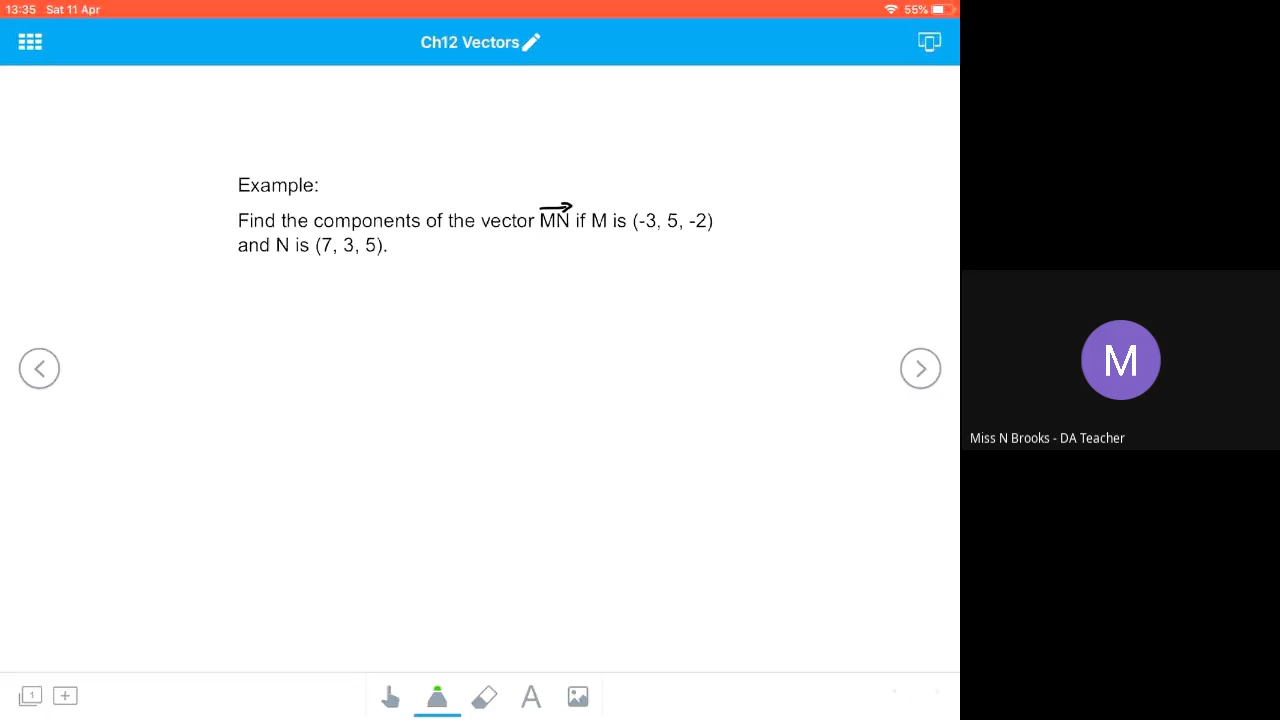 13:35 Sat 11 Apr
55%
Ch12 Vectors
Example:
Find the components of the vector MN if M is (-3, 5, -2)
and N is (7, 3, 5).
M
Miss N Brooks - DA Teacher
1
A